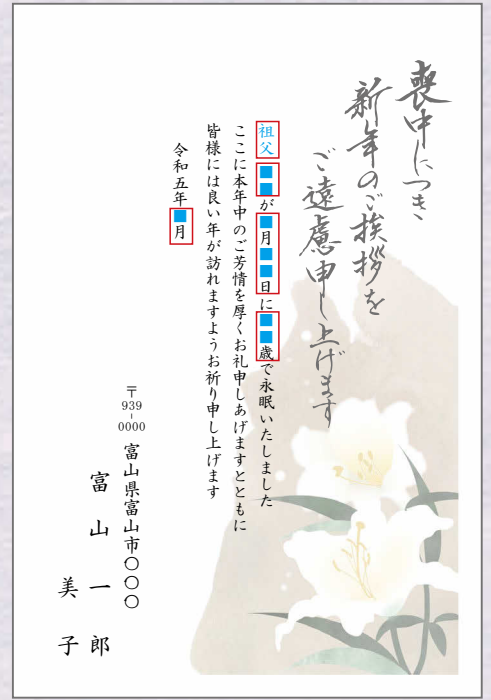 喪中につき
新年のご挨拶を
ご遠慮申し上げます
祖父■■が■月■■日に■■歳で永眠いたしました
ここに本年中のご芳情を厚くお礼申しあげますとともに
皆様には良い年が訪れますようお祈り申し上げます
令和五年■月
〒939-0000
富山県富山市〇〇〇
富山一郎
美子